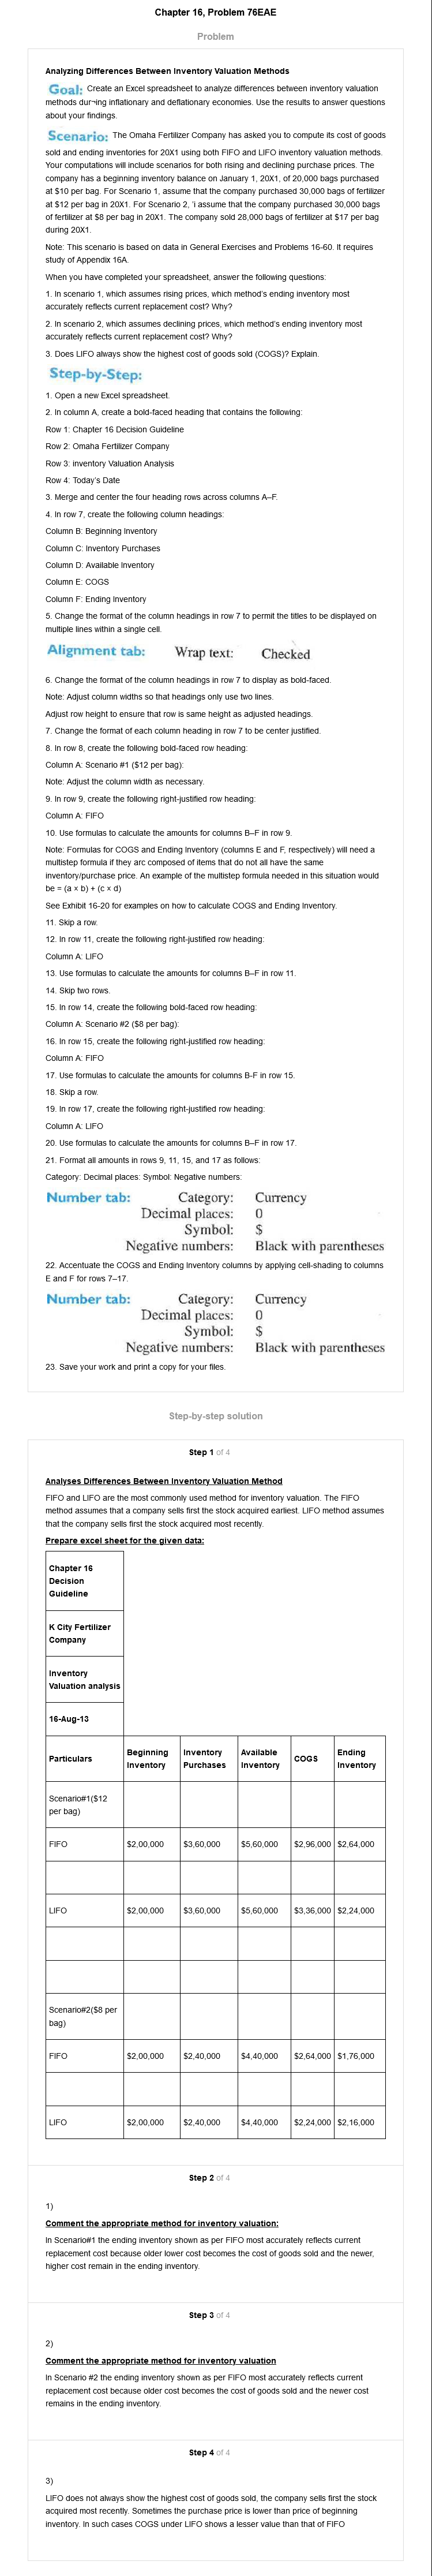 Chapter 16, Problem 76EAE
Problem
Analyzing Differences Between Inventory Valuation Methods
Goal: Create an Excel spreadsheet to analyze differences between inventory valuation
methods dur¬ing inflationary and deflationary economies. Use the results to answer questions
about your findings.
Scenario: The Omaha Fertilizer Company has asked you to compute its cost of goods
sold and ending inventories for 20X1 using both FIFO and LIFO inventory valuation methods.
Your computations will include scenarios for both rising and declining purchase prices. The
company has a beginning inventory balance on January 1, 20X1, of 20,000 bags purchased
at $10 per bag. For Scenario 1, assume that the company purchased 30,000 bags of fertilizer
at $12 per bag in 20X1. For Scenario 2, 'i assume that the company purchased 30,000 bags
of fertilizer at $8 per bag in 20X1. The company sold 28,000 bags of fertilizer at $17 per bag
during 20X1.
Note: This scenario is based on data in General Exercises and Problems 16-60. It requires
study of Appendix 16A.
When you have completed your spreadsheet, answer the following questions:
1. In scenario 1, which assumes rising prices, which method's ending inventory most
accurately reflects current replacement cost? Why?
2. In scenario 2, which assumes declining prices, which method's ending inventory most
accurately reflects current replacement cost? Why?
3. Does LIFO always show the highest cost of goods sold (COGS)? Explain.
Step-by-Step:
1. Open a new Excel spreadsheet.
2. In column A, create a bold-faced heading that contains the following:
Row 1: Chapter 16 Decision Guideline
Row 2: Omaha Fertilizer Company
Row 3: inventory Valuation Analysis
Row 4: Today's Date
3. Merge and center the four heading rows across columns A–F.
4. In row 7, create the following column headings:
Column B: Beginning Inventory
Column C: Inventory Purchases
Column D: Available Inventory
Column E: COGS
Column F: Ending Inventory
5. Change the format of the column headings in row 7 to permit the titles to be displayed on
multiple lines within a single cell.
Alignment tab: Wrap text: Checked
6. Change the format of the column headings in row 7 to display as bold-faced.
Note: Adjust column widths so that headings only use two lines.
Adjust row height to ensure that row is same height as adjusted headings.
7. Change the format of each column heading in row 7 to be center justified.
8. In row 8, create the following bold-faced row heading:
Column A: Scenario #1 ($12 per bag):
Note: Adjust the column width as necessary.
9. In row 9, create the following right-justified row heading:
Column A: FIFO
10. Use formulas to calculate the amounts for columns B–F in row 9.
Note: Formulas for COGS and Ending Inventory (columns E and F, respectively) will need a
multistep formula if they arc composed of items that do not all have the same
inventory/purchase price. An example of the multistep formula needed in this situation would
be = (a × b) + (c × d)
See Exhibit 16-20 for examples on how to calculate COGS and Ending Inventory.
11. Skip a row.
12. In row 11, create the following right-justified row heading:
Column A: LIFO
13. Use formulas to calculate the amounts for columns B–F in row 11.
14. Skip two rows.
15. In row 14, create the following bold-faced row heading:
Column A: Scenario #2 ($8 per bag):
16. In row 15, create the following right-justified row heading:
Column A: FIFO
17. Use formulas to calculate the amounts for columns B-F in row 15.
18. Skip a row.
19. In row 17, create the following right-justified row heading:
Column A: LIFO
20. Use formulas to calculate the amounts for columns B–F in row 17.
21. Format all amounts in rows 9, 11, 15, and 17 as follows:
Category: Decimal places: Symbol: Negative numbers:
Number tab: Category: Currency
Decimal places: 0
Symbol: $
Negative numbers: Black with parentheses
22. Accentuate the COGS and Ending Inventory columns by applying cell-shading to columns
E and F for rows 7–17.
Number tab: Category: Currency
Decimal places: 0
Symbol: $
Negative numbers: Black with parentheses
23. Save your work and print a copy for your files.
Step-by-step solution
Step 1 of 4
Analyses Differences Between Inventory Valuation Method
FIFO and LIFO are the most commonly used method for inventory valuation. The FIFO
method assumes that a company sells first the stock acquired earliest. LIFO method assumes
that the company sells first the stock acquired most recently.
Prepare excel sheet for the given data:
Chapter 16
Decision
Guideline
K City Fertilizer
Company
Inventory
Valuation analysis
16-Aug-13
Particulars Beginning Inventory Inventory Purchases Available Inventory COGS Ending Inventory
Scenario#1($12
per bag)
FIFO $2,00,000 $3,60,000 $5,60,000 $2,96,000 $2,64,000
LIFO $2,00,000 $3,60,000 $5,60,000 $3,36,000 $2,24,000
Scenario#2($8 per
bag)
FIFO $2,00,000 $2,40,000 $4,40,000 $2,64,000 $1,76,000
LIFO $2,00,000 $2,40,000 $4,40,000 $2,24,000 $2,16,000
Step 2 of 4
1)
Comment the appropriate method for inventory valuation:
In Scenario#1 the ending inventory shown as per FIFO most accurately reflects current
replacement cost because older lower cost becomes the cost of goods sold and the newer,
higher cost remain in the ending inventory.
Step 3 of 4
2)
Comment the appropriate method for inventory valuation
In Scenario #2 the ending inventory shown as per FIFO most accurately reflects current
replacement cost because older cost becomes the cost of goods sold and the newer cost
remains in the ending inventory.
Step 4 of 4
3)
LIFO does not always show the highest cost of goods sold, the company sells first the stock
acquired most recently. Sometimes the purchase price is lower than price of beginning
inventory. In such cases COGS under LIFO shows a lesser value than that of FIFO